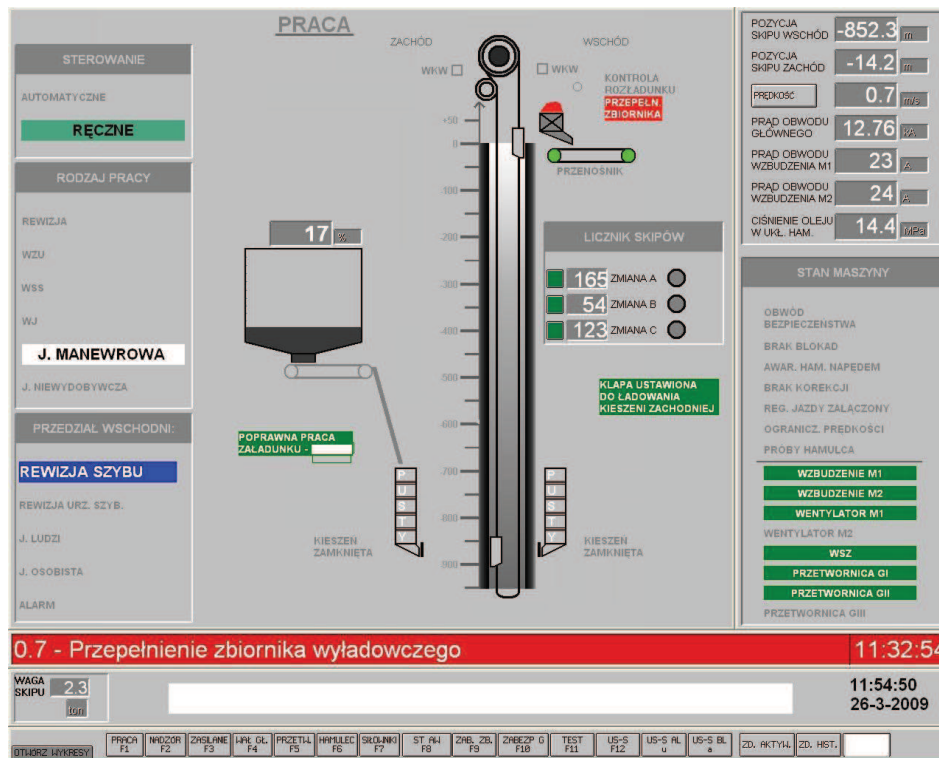 PRACA
STEROWANIE
AUTOMATYCZNE
RĘCZNE
RODZAJ PRACY
REWIZJA
WZU
WSS
WJ
J. MANEWROWA
J. NIEWYDOBYWCZA
PRZEDZIAŁ WSCHODNI:
REWIZJA SZYBU
REWIZJA URZ. SZYB.
J. LUDZI
J. OSOBISTA
ALARM
ZACHÓD
WSCHÓD
WKW
WKW
KONTROLA
ROZŁADUNKU
PRZEPEŁN.
ZBIORNIKA
PRZENOŚNIK
+50
0
-100
-200
-300
-400
-500
-600
-700
-800
-900
17 %
LICZNIK SKIPÓW
165 ZMIANA A
54 ZMIANA B
123 ZMIANA C
KLAPA USTAWIONA
DO ŁADOWANIA
KIESZENI ZACHODNIEJ
POPRAWNA PRACA
ZAŁADUNKU -
PUSTY
PUSTY
KIESZEŃ
ZAMKNIĘTA
KIESZEŃ
ZAMKNIĘTA
POZYCJA
SKIPU WSCHÓD -852.3 m
POZYCJA
SKIPU ZACHÓD -14.2 m
PRĘDKOŚĆ 0.7 m/s
PRĄD OBWODU
GŁÓWNEGO 12.76 kA
PRĄD OBWODU
WZBUDZENIA M1 23 A
PRĄD OBWODU
WZBUDZENIA M2 24 A
CIŚNIENIE OLEJU
W UKŁ. HAM. 14.4 MPa
STAN MASZYNY
OBWÓD
BEZPIECZEŃSTWA
BRAK BLOKAD
AWAR. HAM. NAPĘDEM
BRAK KOREKCJI
REG. JAZDY ZAŁĄCZONY
OGRANICZ. PRĘDKOŚCI
PRÓBY HAMULCA
WZBUDZENIE M1
WZBUDZENIE M2
WENTYLATOR M1
WENTYLATOR M2
WSZ
PRZETWORNICA GI
PRZETWORNICA GII
PRZETWORNICA GIII
0.7 - Przepełnienie zbiornika wyładowczego 11:32:54
WAGA
SKIPU 2.3
ton
11:54:50
26-3-2009
OTWÓRZ WYKRESY
PRACA F1
NADZÓR F2
ZASILANIE F3
WAŁ GŁ. F4
PRZETW. F5
HAMULEC F6
SIŁOWNIKI F7
ST AW F8
ZAB. ZB. F9
ZABEZP G F10
TEST F11
US-S F12
US-S AL u
US-S BL a
ZD. AKTYW.
ZD. HIST.